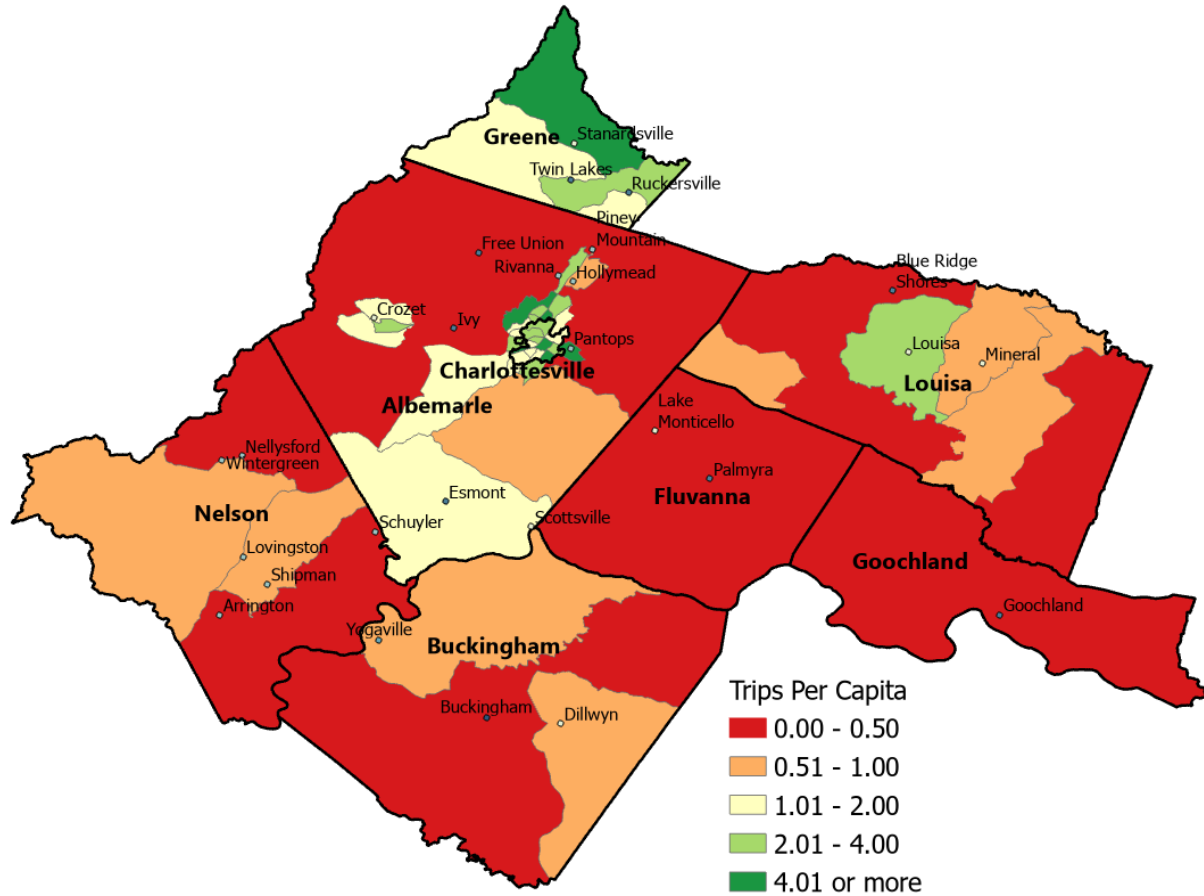 Greene
Stanardsville
Twin Lakes
Ruckersville
Piney
Mountain
Free Union
Rivanna
Hollymead
Blue Ridge
Shores
Crozet
Ivy
Pantops
Louisa
Mineral
Charlottesville
Louisa
Albemarle
Lake
Monticello
Nellysford
Wintergreen
Palmyra
Esmont
Fluvanna
Nelson
Scottsville
Schuyler
Lovingston
Goochland
Shipman
Arrington
Goochland
Yogaville
Buckingham
Buckingham
Dillwyn
Trips Per Capita
0.00 - 0.50
0.51 - 1.00
1.01 - 2.00
2.01 - 4.00
4.01 or more